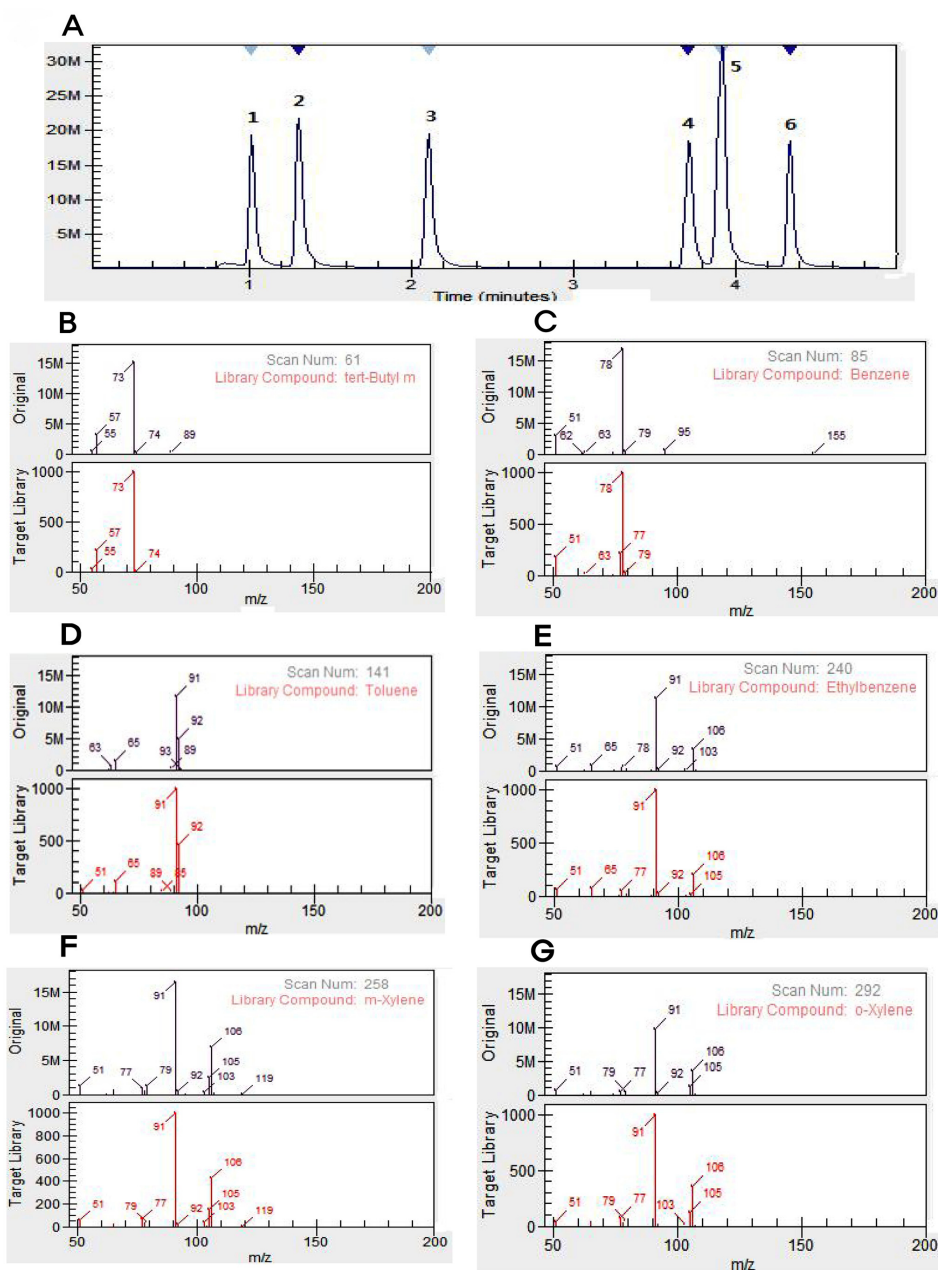 A
30M
25M
20M
15M
10M
5M
1
2
3
4
5
6
1
2
3
4
Time (minutes)
B
Scan Num: 61
Library Compound: tert-Butyl m
Original
15M
10M
5M
0
73
57
55
74
89
Target Library
1000
500
0
73
57
55
74
50
100
150
200
m/z
C
Scan Num: 85
Library Compound: Benzene
Original
15M
10M
5M
0
78
51
62
63
79
95
155
Target Library
1000
500
0
78
51
63
77
79
50
100
150
200
m/z
D
Scan Num: 141
Library Compound: Toluene
Original
15M
10M
5M
0
91
92
63
65
93
89
Target Library
1000
500
0
91
92
51
65
89
85
50
100
150
200
m/z
E
Scan Num: 240
Library Compound: Ethylbenzene
Original
15M
10M
5M
0
91
106
51
65
78
92
103
Target Library
1000
500
0
91
106
51
65
77
92
105
50
100
150
200
m/z
F
Scan Num: 258
Library Compound: m-Xylene
Original
15M
10M
5M
0
91
106
105
51
77
79
92
103
119
Target Library
1000
800
600
400
200
0
91
106
105
51
79
77
92
103
119
50
100
150
200
m/z
G
Scan Num: 292
Library Compound: o-Xylene
Original
15M
10M
5M
0
91
106
105
51
79
77
92
Target Library
1000
500
0
91
106
105
51
79
77
103
50
100
150
200
m/z